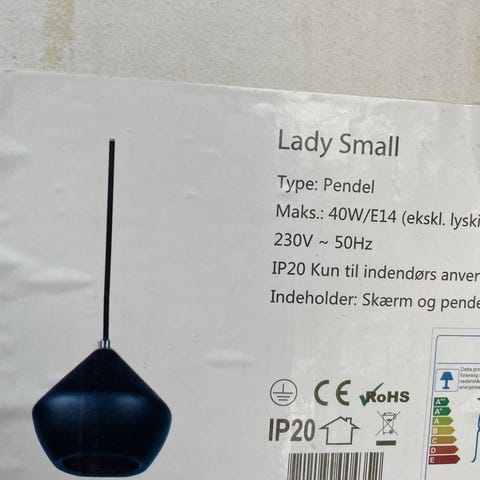 Lady Small
Type: Pendel
Maks.: 40W/E14 (ekskl. lyski
230V ~ 50Hz
IP20 Kun til indendørs anven
Indeholder: Skærm og pende
CE RoHS
IP20
A++
A+
A
B
C
D
E